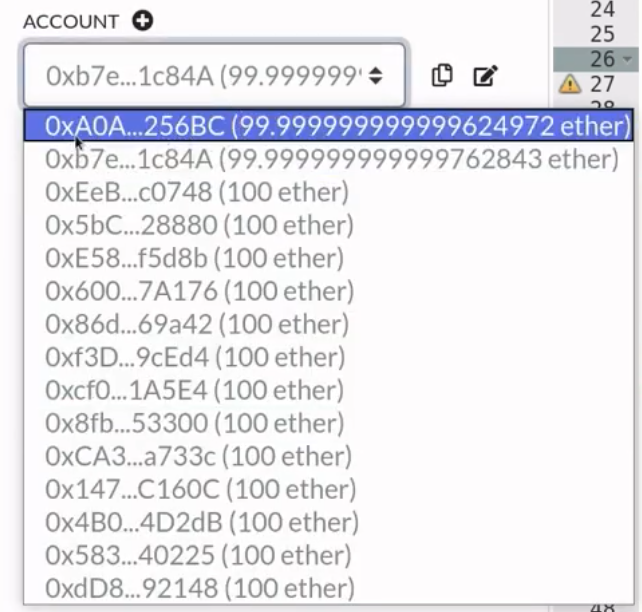 ACCOUNT
24
25
26
27
28
0xb7e...1c84A (99.999999
0xA0A...256BC (99.999999999999624972 ether)
0xb7e...1c84A (99.999999999999762843 ether)
0xEeB...c0748 (100 ether)
0x5bC...28880 (100 ether)
0xE58...f5d8b (100 ether)
0x600...7A176 (100 ether)
0x86d...69a42 (100 ether)
0xf3D...9cEd4 (100 ether)
0xcf0...1A5E4 (100 ether)
0x8fb...53300 (100 ether)
0xCA3...a733c (100 ether)
0x147...C160C (100 ether)
0x4B0...4D2dB (100 ether)
0x583...40225 (100 ether)
0xdD8...92148 (100 ether)
48